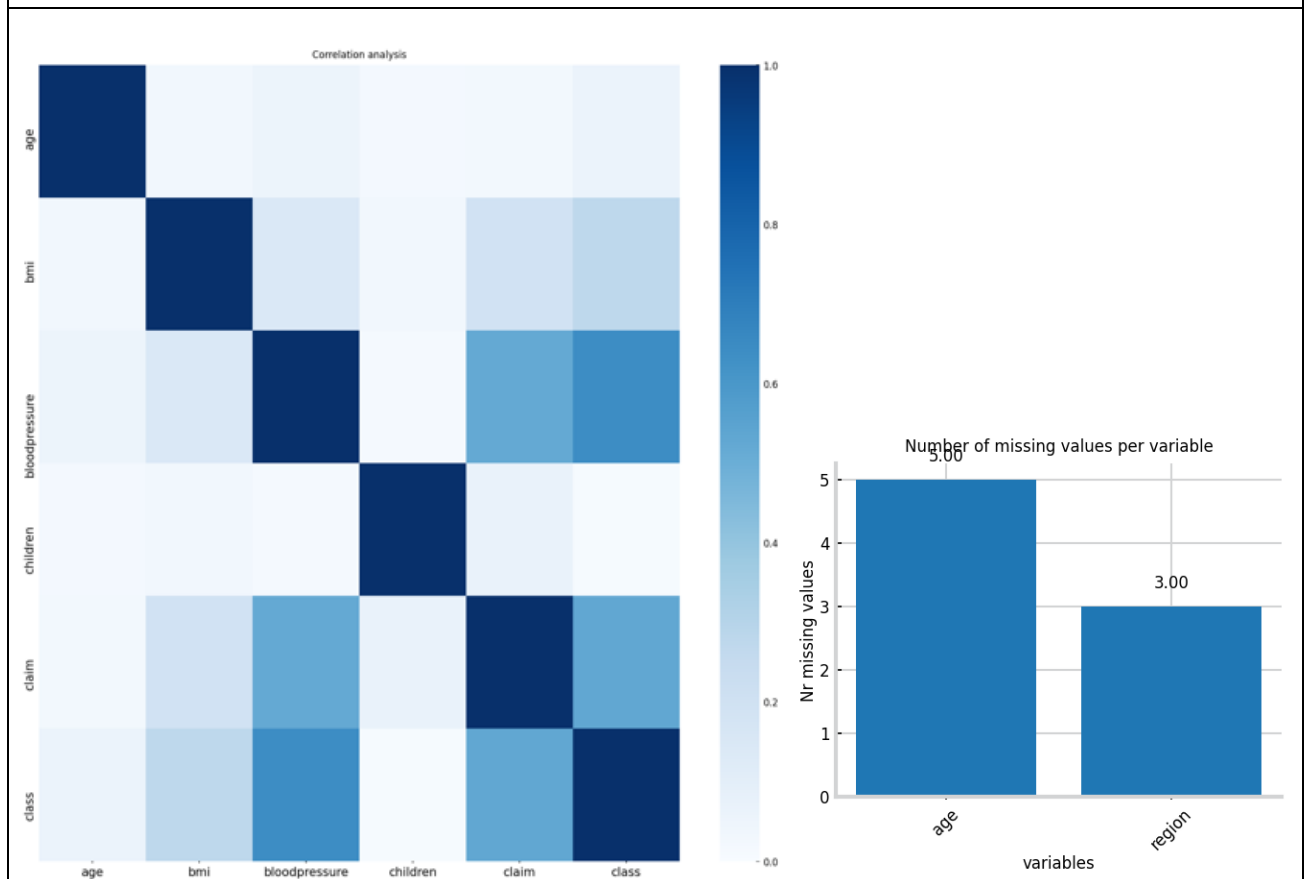 Correlation analysis
age
bmi
bloodpressure
children
claim
class
age
bmi
bloodpressure
children
claim
class
1.0
0.8
0.6
0.4
0.2
0.0
Number of missing values per variable
5.00
3.00
5
4
3
2
1
0
Nr missing values
age
region
variables